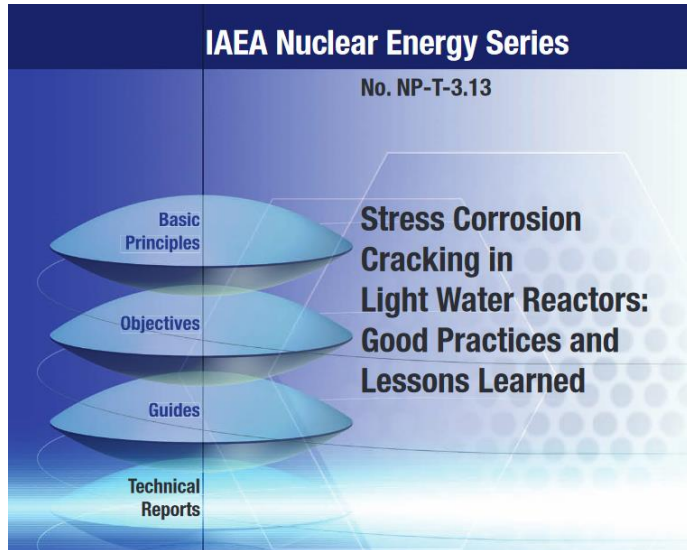 IAEA Nuclear Energy Series
No. NP-T-3.13
Basic
Principles
Objectives
Guides
Technical
Reports
Stress Corrosion
Cracking in
Light Water Reactors:
Good Practices and
Lessons Learned